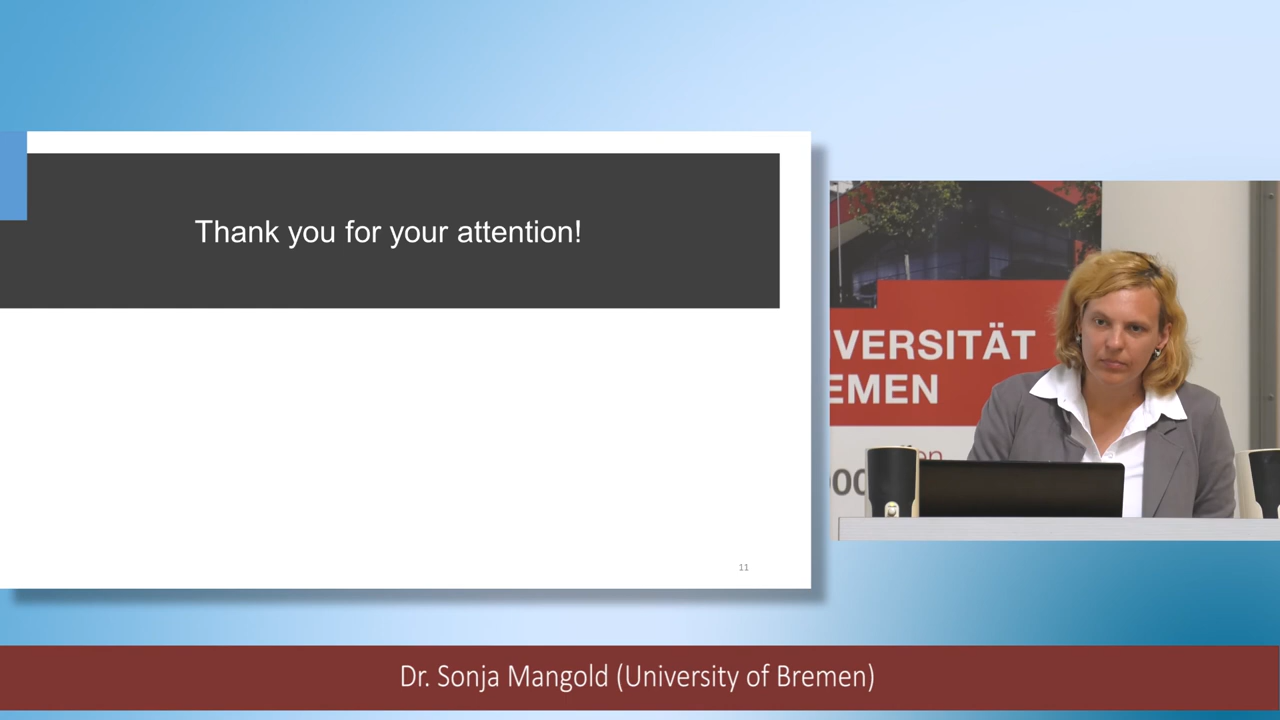 Thank you for your attention!
11
VERSITÄT
EMEN
Dr. Sonja Mangold (University of Bremen)